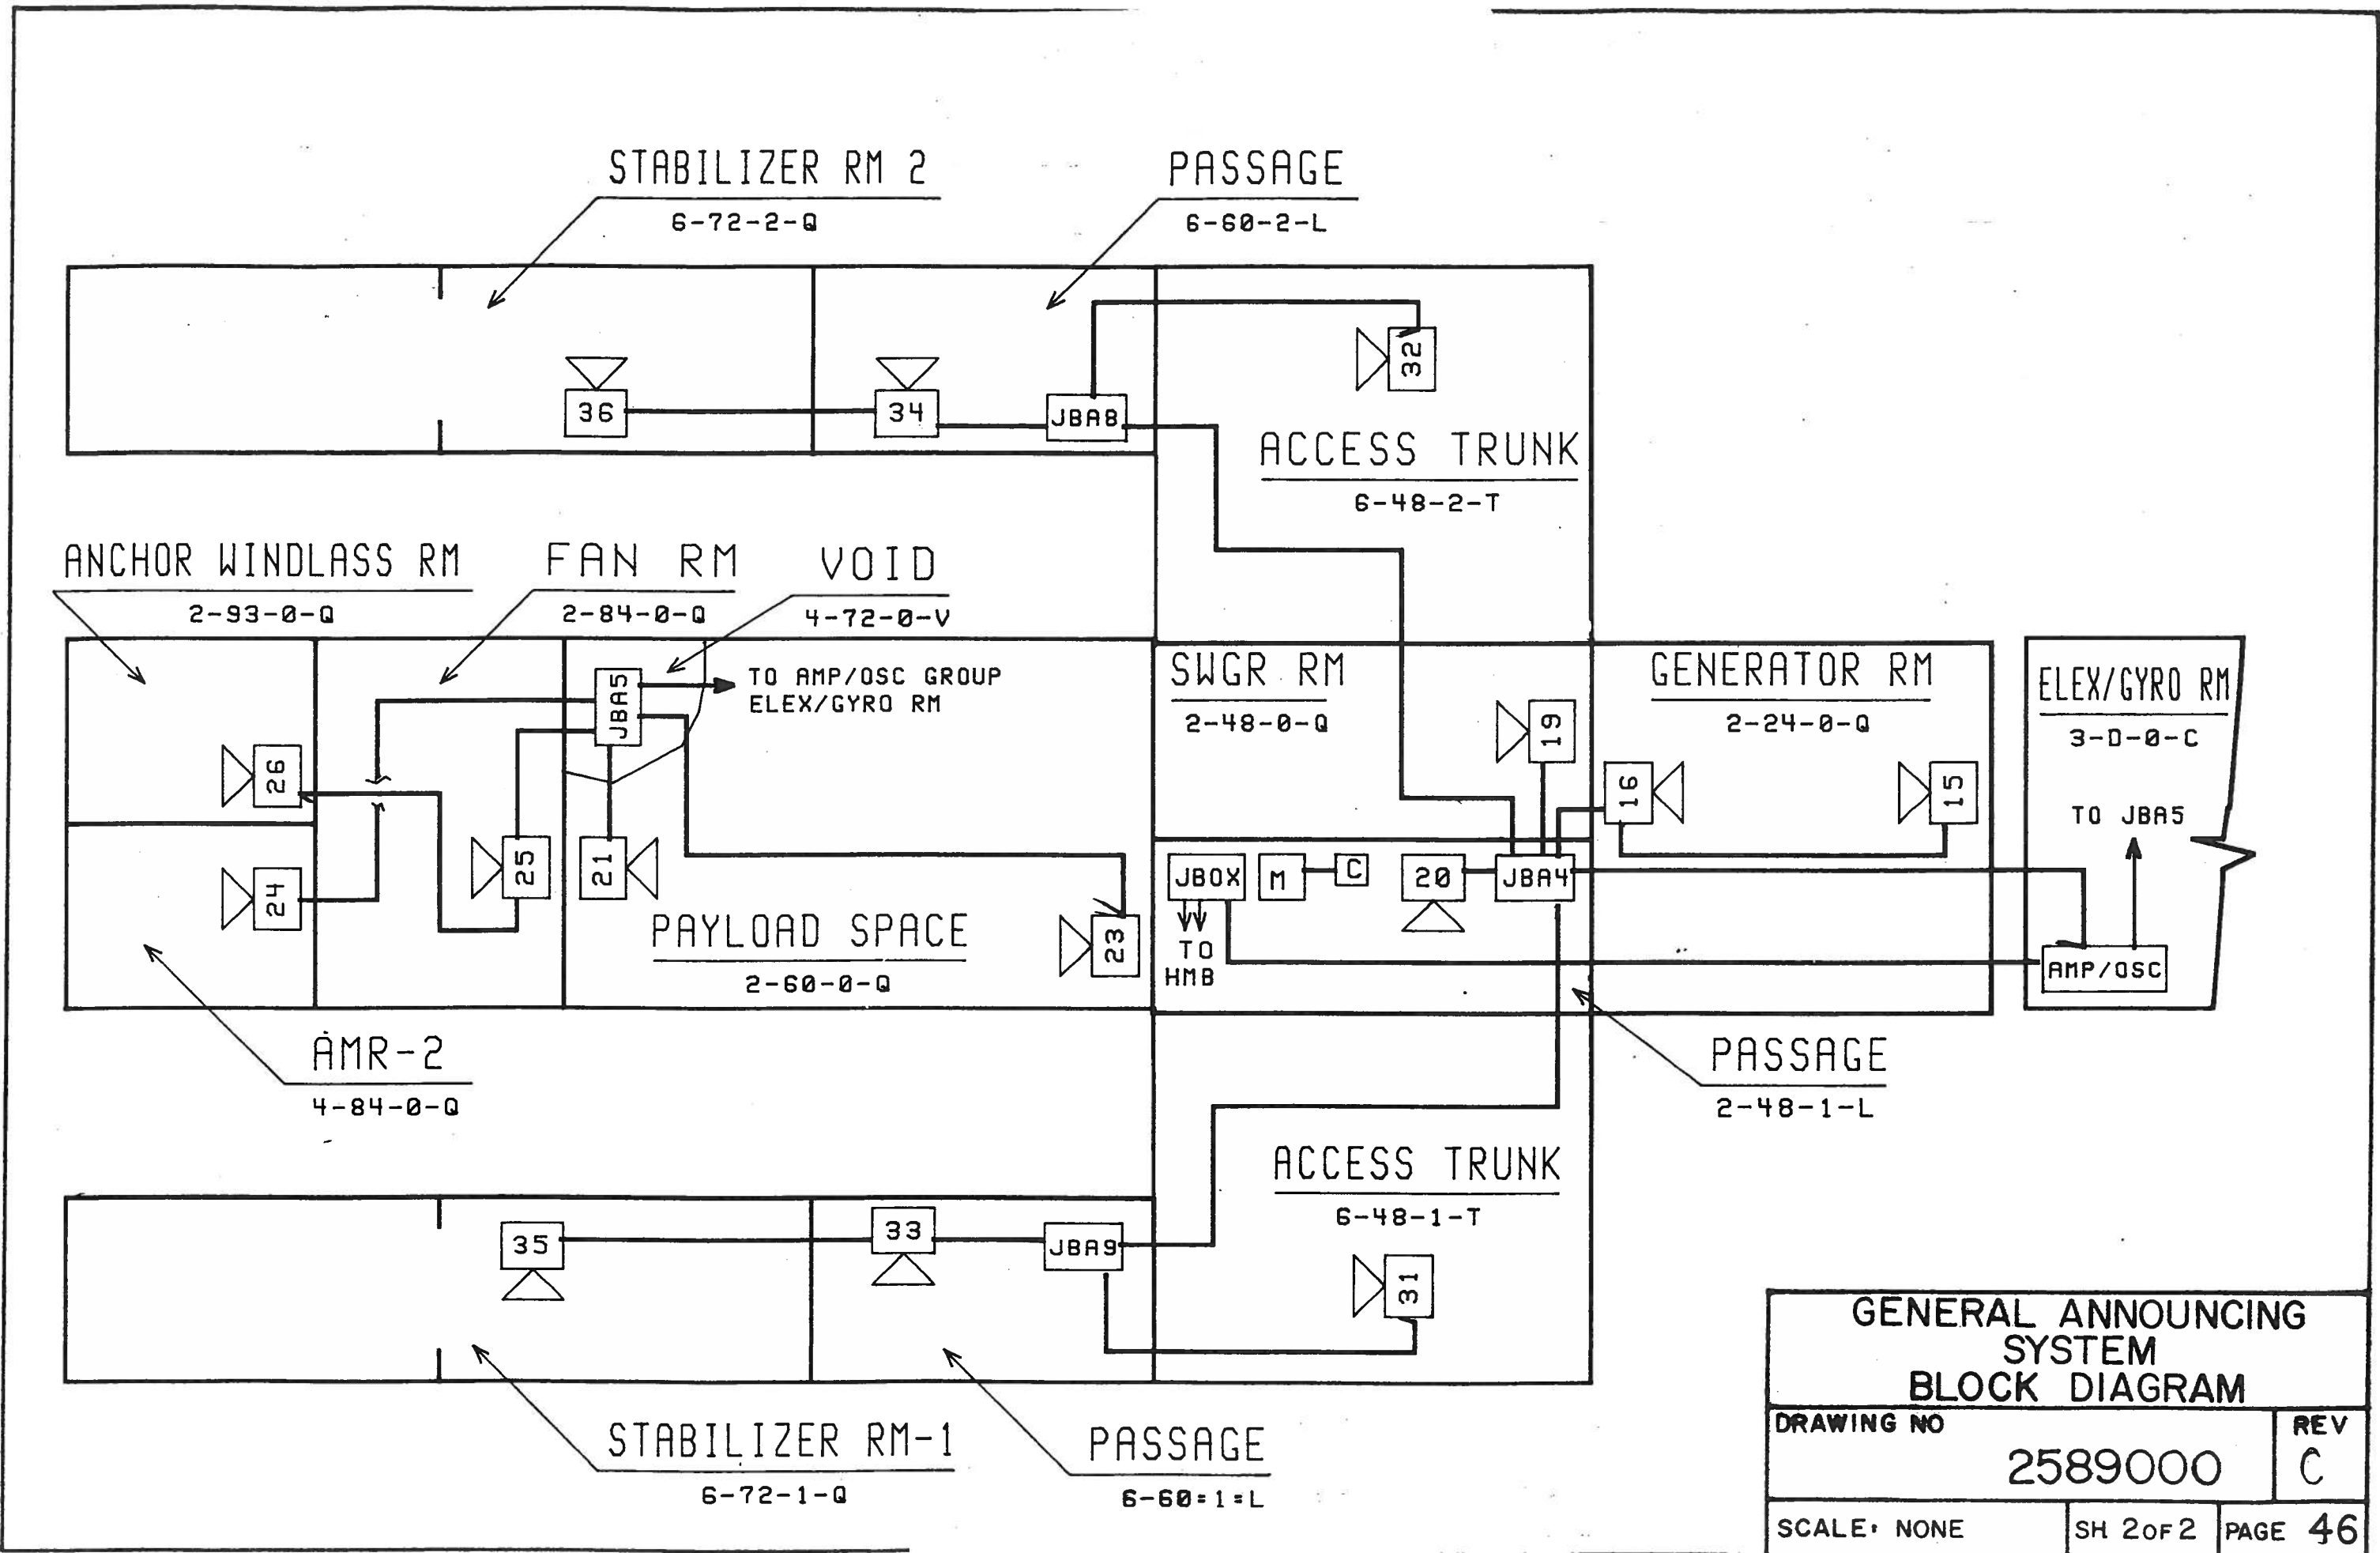 STABILIZER RM 2
6-72-2-Q
PASSAGE
6-60-2-L
36
34
JBA8
32
ACCESS TRUNK
6-48-2-T
ANCHOR WINDLASS RM
2-93-0-Q
FAN RM
2-84-0-Q
VOID
4-72-0-V
JBA5
TO AMP/OSC GROUP
ELEX/GYRO RM
26
24
25
21
23
PAYLOAD SPACE
2-60-0-Q
SWGR RM
2-48-0-Q
19
GENERATOR RM
2-24-0-Q
16
15
ELEX/GYRO RM
3-D-0-C
TO JBA5
AMP/OSC
JBOX
M
C
20
JBA4
TO
HMB
AMR-2
4-84-0-Q
PASSAGE
2-48-1-L
ACCESS TRUNK
6-48-1-T
35
33
JBA9
31
STABILIZER RM-1
6-72-1-Q
PASSAGE
6-60=1=L
GENERAL ANNOUNCING
SYSTEM
BLOCK DIAGRAM
DRAWING NO
2589000
REV
C
SCALE: NONE
SH 2 OF 2
PAGE 46